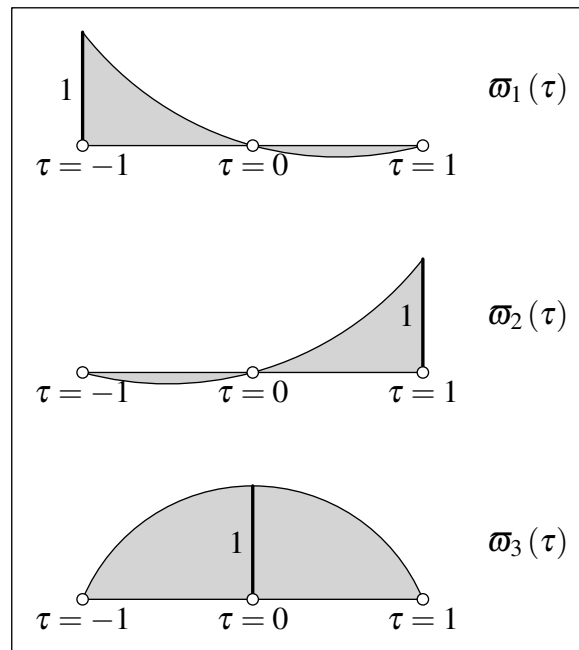 1 ϖ₁(τ)
τ = −1 τ = 0 τ = 1
1 ϖ₂(τ)
τ = −1 τ = 0 τ = 1
1 ϖ₃(τ)
τ = −1 τ = 0 τ = 1